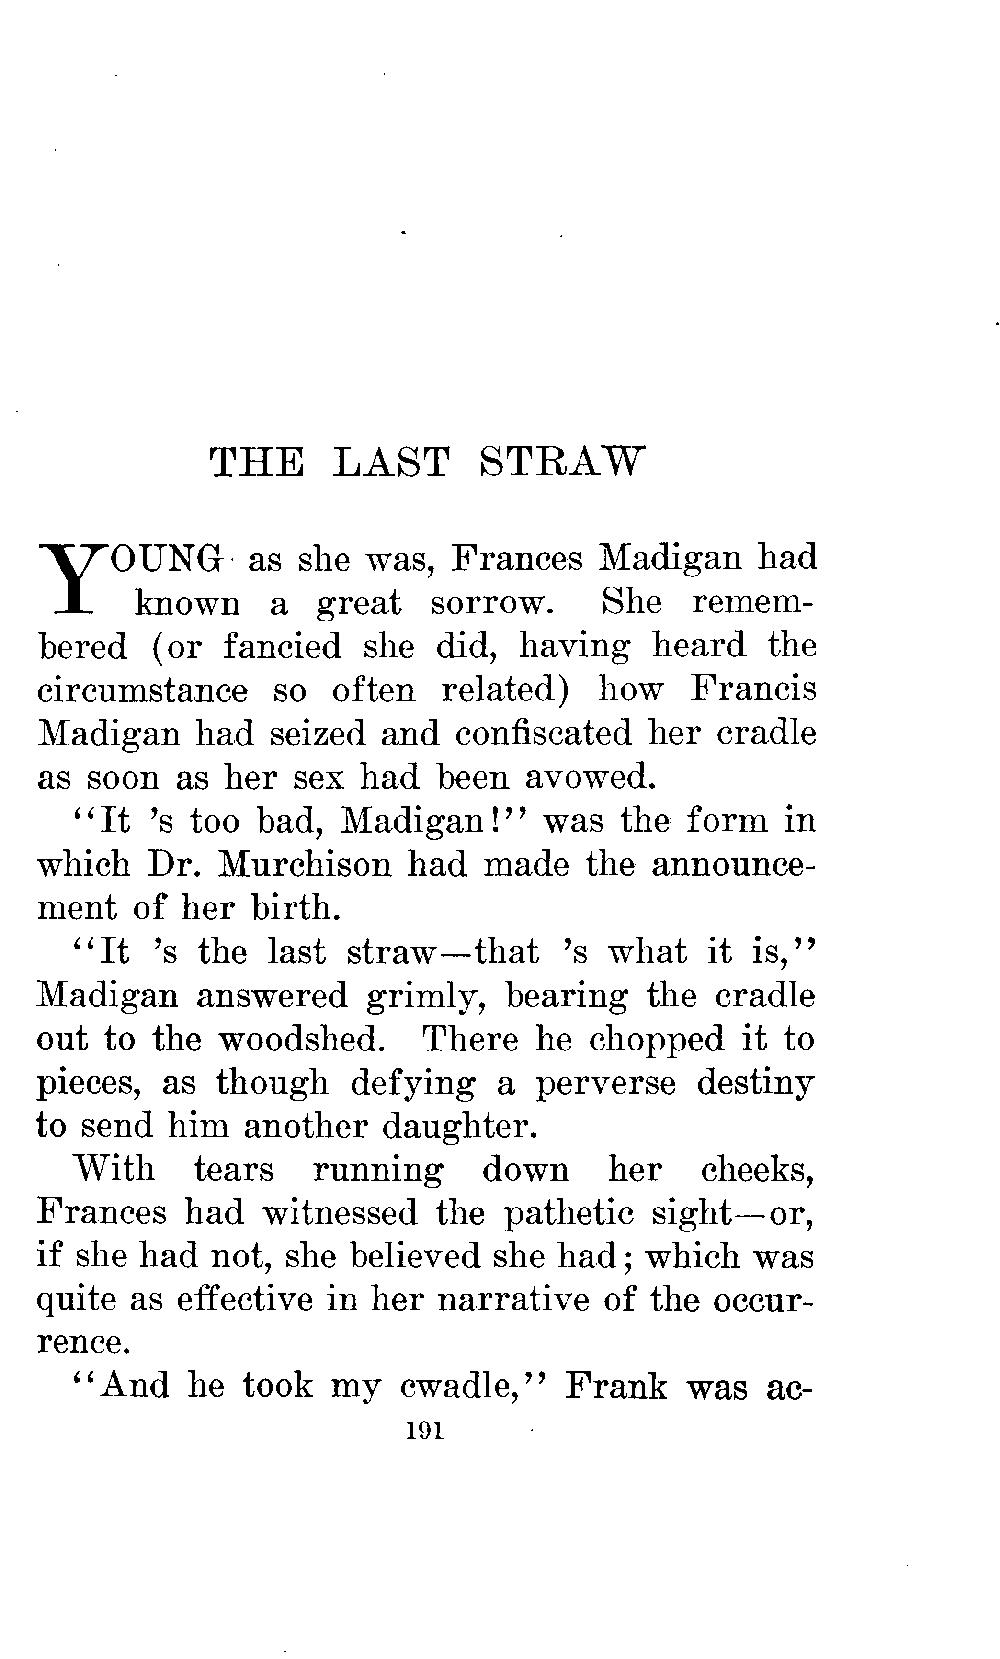 THE LAST STRAW
YOUNG as she was, Frances Madigan had
known a great sorrow. She remem-
bered (or fancied she did, having heard the
circumstance so often related) how Francis
Madigan had seized and confiscated her cradle
as soon as her sex had been avowed.
"It 's too bad, Madigan!" was the form in
which Dr. Murchison had made the announce-
ment of her birth.
"It 's the last straw—that 's what it is,"
Madigan answered grimly, bearing the cradle
out to the woodshed. There he chopped it to
pieces, as though defying a perverse destiny
to send him another daughter.
With tears running down her cheeks,
Frances had witnessed the pathetic sight—or,
if she had not, she believed she had; which was
quite as effective in her narrative of the occur-
rence.
"And he took my cwadle," Frank was ac-
191